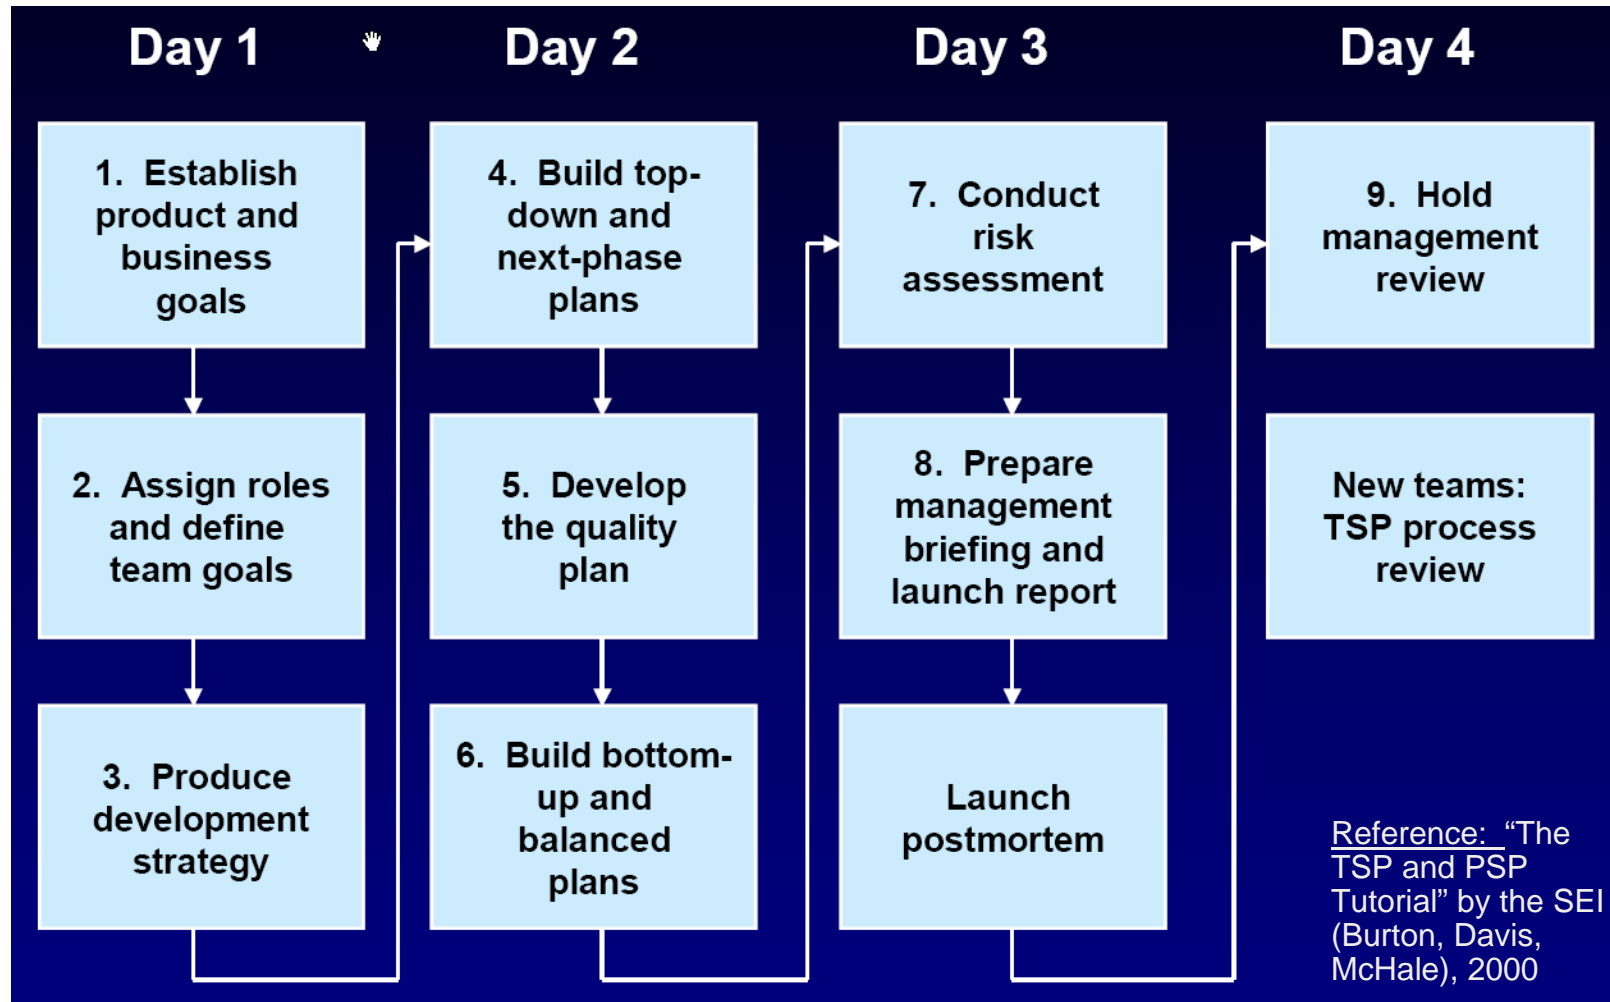 Day 1
1. Establish
product and
business
goals
2. Assign roles
and define
team goals
3. Produce
development
strategy
Day 2
4. Build top-
down and
next-phase
plans
5. Develop
the quality
plan
6. Build bottom-
up and
balanced
plans
Day 3
7. Conduct
risk
assessment
8. Prepare
management
briefing and
launch report
Launch
postmortem
Day 4
9. Hold
management
review
New teams:
TSP process
review
Reference: “The
TSP and PSP
Tutorial” by the SEI
(Burton, Davis,
McHale), 2000